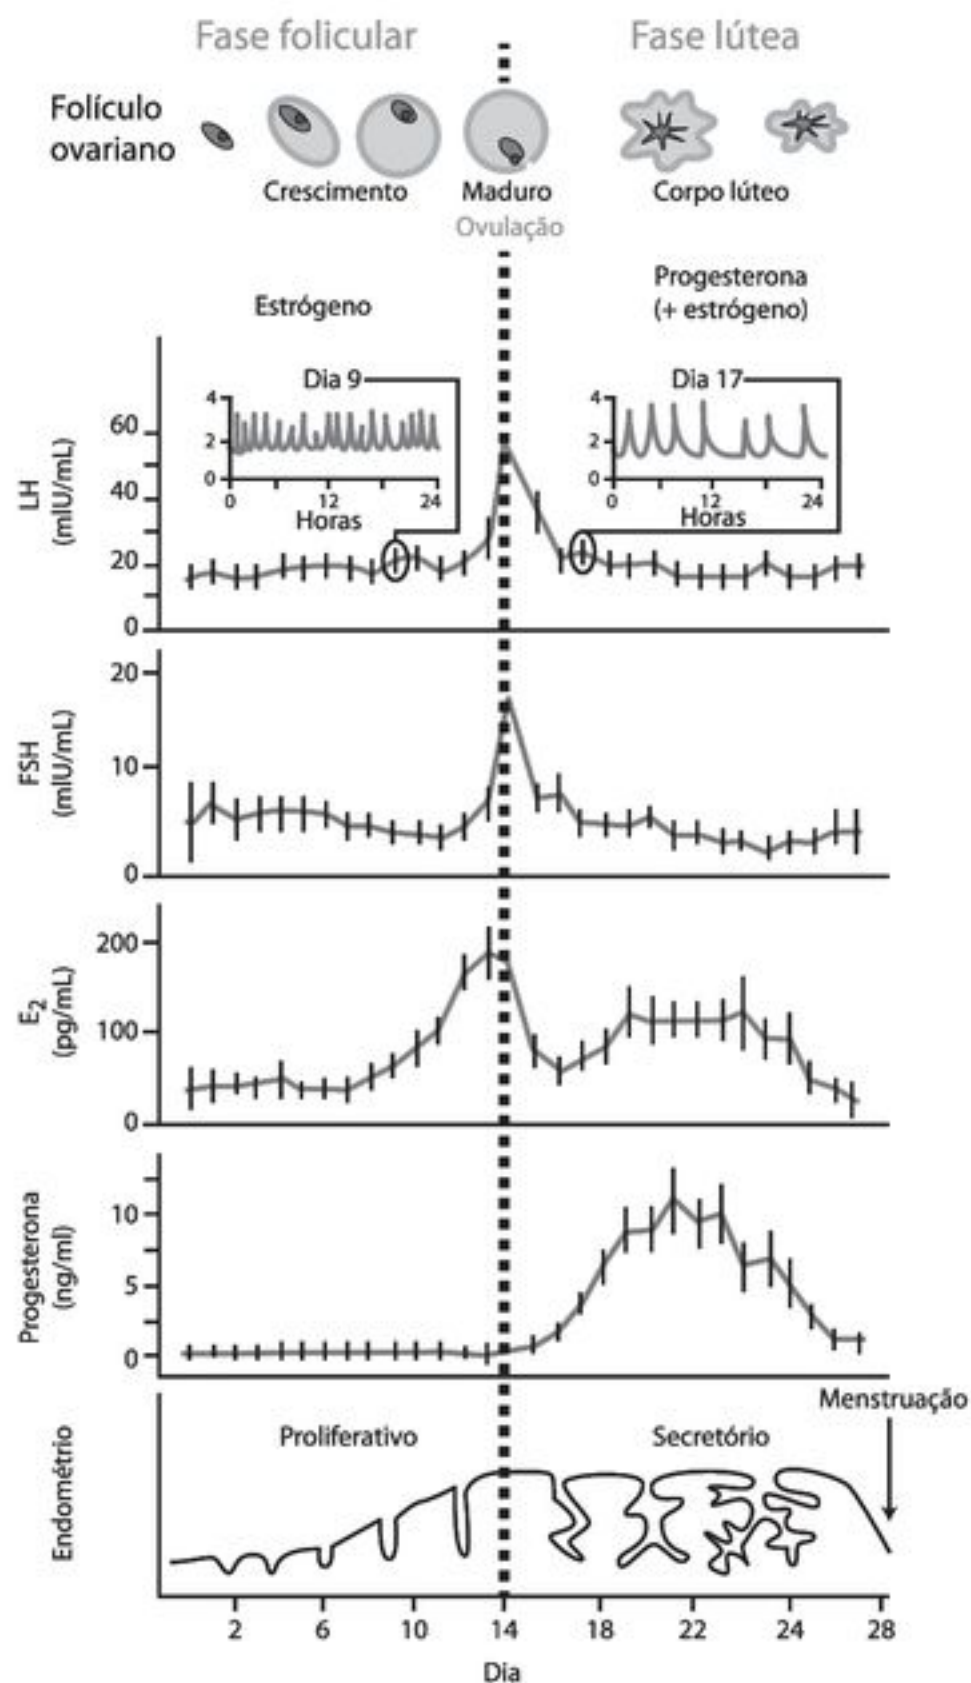 Fase folicular
Fase lútea
Folículo
ovariano
Crescimento
Maduro
Corpo lúteo
Ovulação
Estrógeno
Progesterona
(+ estrógeno)
Dia 9
4
2
0
0 12 24
Horas
Dia 17
4
2
0
0 12 24
Horas
LH
(mIU/mL)
60
40
20
0
FSH
(mIU/mL)
20
10
0
E2
(pg/mL)
200
100
0
Progesterona
(ng/ml)
10
5
0
Endométrio
Proliferativo
Secretório
Menstruação
2 6 10 14 18 22 24 28
Dia